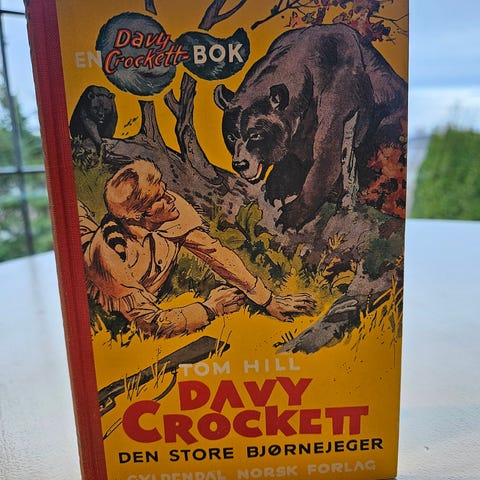 EN Davy
Crockett- BOK
TOM HILL
DAVY
CROCKETT
DEN STORE BJØRNEJEGER
GYLDENDAL NORSK FORLAG